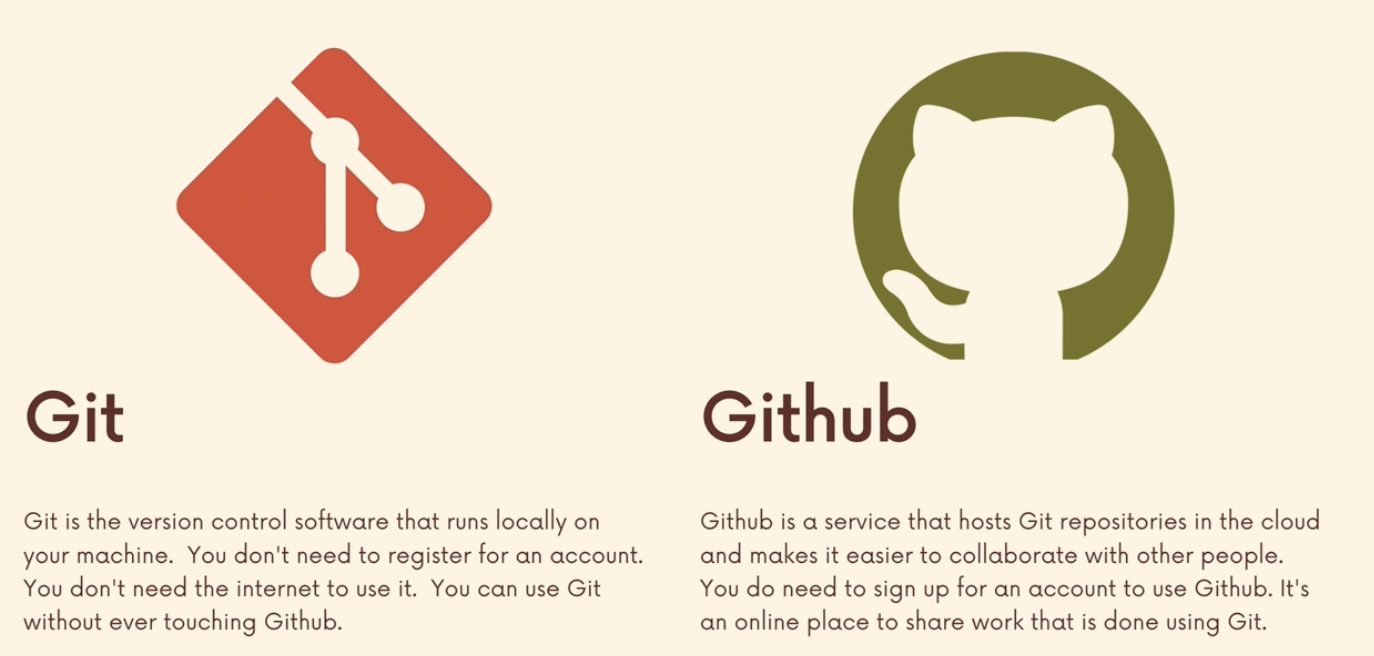 Git
Git is the version control software that runs locally on
your machine.  You don't need to register for an account.
You don't need the internet to use it.  You can use Git
without ever touching Github.
Github
Github is a service that hosts Git repositories in the cloud
and makes it easier to collaborate with other people.
You do need to sign up for an account to use Github. It's
an online place to share work that is done using Git.